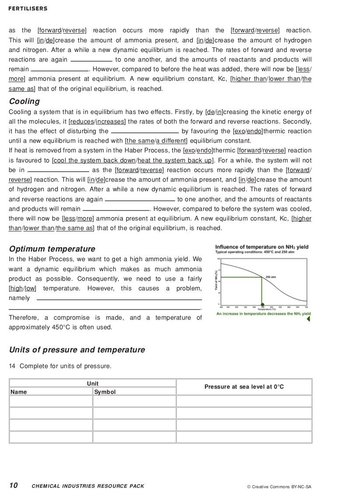 FERTILISERS
as the [forward/reverse] reaction occurs more rapidly than the [forward/reverse] reaction.
This will [in/de]crease the amount of ammonia present, and [in/de]crease the amount of hydrogen
and nitrogen. After a while a new dynamic equilibrium is reached. The rates of forward and reverse
reactions are again to one another, and the amounts of reactants and products will
remain . However, compared to before the heat was added, there will now be [less/
more] ammonia present at equilibrium. A new equilibrium constant, Kc, [higher than/lower than/the
same as] that of the original equilibrium, is reached.
Cooling
Cooling a system that is in equilibrium has two effects. Firstly, by [de/in]creasing the kinetic energy of
all the molecules, it [reduces/increases] the rates of both the forward and reverse reactions. Secondly,
it has the effect of disturbing the by favouring the [exo/endo]thermic reaction
until a new equilibrium is reached with [the same/a different] equilibrium constant.
If heat is removed from a system in the Haber Process, the [exo/endo]thermic [forward/reverse] reaction
is favoured to [cool the system back down/heat the system back up]. For a while, the system will not
be in as the [forward/reverse] reaction occurs more rapidly than the [forward/
reverse] reaction. This will [in/de]crease the amount of ammonia present, and [in/de]crease the amount
of hydrogen and nitrogen. After a while a new dynamic equilibrium is reached. The rates of forward
and reverse reactions are again to one another, and the amounts of reactants
and products will remain . However, compared to before the system was cooled,
there will now be [less/more] ammonia present at equilibrium. A new equilibrium constant, Kc, [higher
than/lower than/the same as] that of the original equilibrium, is reached.
Optimum temperature
In the Haber Process, we want to get a high ammonia yield. We
want a dynamic equilibrium which makes as much ammonia
product as possible. Consequently, we need to use a fairly
[high/low] temperature. However, this causes a problem,
namely
Therefore, a compromise is made, and a temperature of
approximately 450°C is often used.
Influence of temperature on NH3 yield
Typical operating conditions: 450°C and 250 atm
An increase in temperature decreases the NH3 yield
Units of pressure and temperature
14 Complete for units of pressure.
Unit
Pressure at sea level at 0°C
Name Symbol
10 CHEMICAL INDUSTRIES RESOURCE PACK
© Creative Commons BY-NC-SA